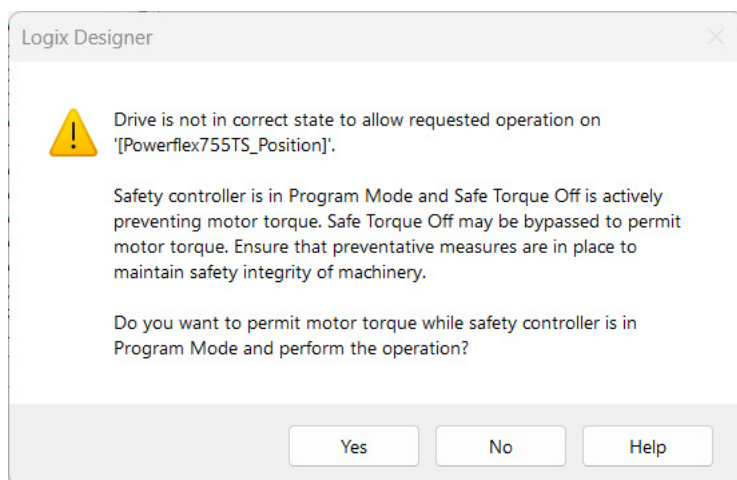 Logix Designer
Drive is not in correct state to allow requested operation on
'[Powerflex755TS_Position]'.
Safety controller is in Program Mode and Safe Torque Off is actively
preventing motor torque. Safe Torque Off may be bypassed to permit
motor torque. Ensure that preventative measures are in place to
maintain safety integrity of machinery.
Do you want to permit motor torque while safety controller is in
Program Mode and perform the operation?
Yes No Help